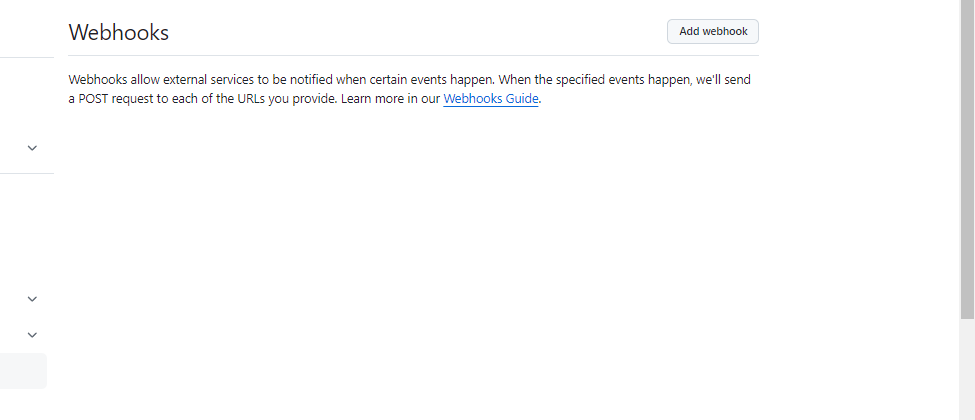 Webhooks
Add webhook
Webhooks allow external services to be notified when certain events happen. When the specified events happen, we'll send
a POST request to each of the URLs you provide. Learn more in our Webhooks Guide.